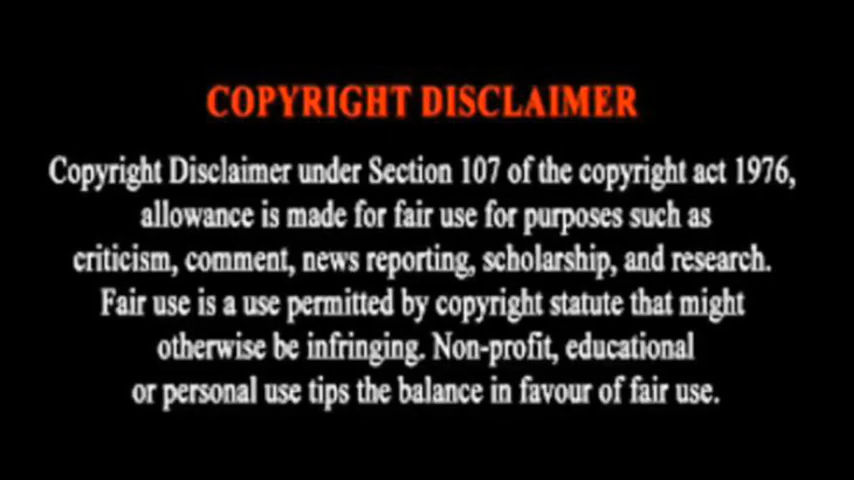 COPYRIGHT DISCLAIMER
Copyright Disclaimer under Section 107 of the copyright act 1976,
allowance is made for fair use for purposes such as
criticism, comment, news reporting, scholarship, and research.
Fair use is a use permitted by copyright statute that might
otherwise be infringing. Non-profit, educational
or personal use tips the balance in favour of fair use.